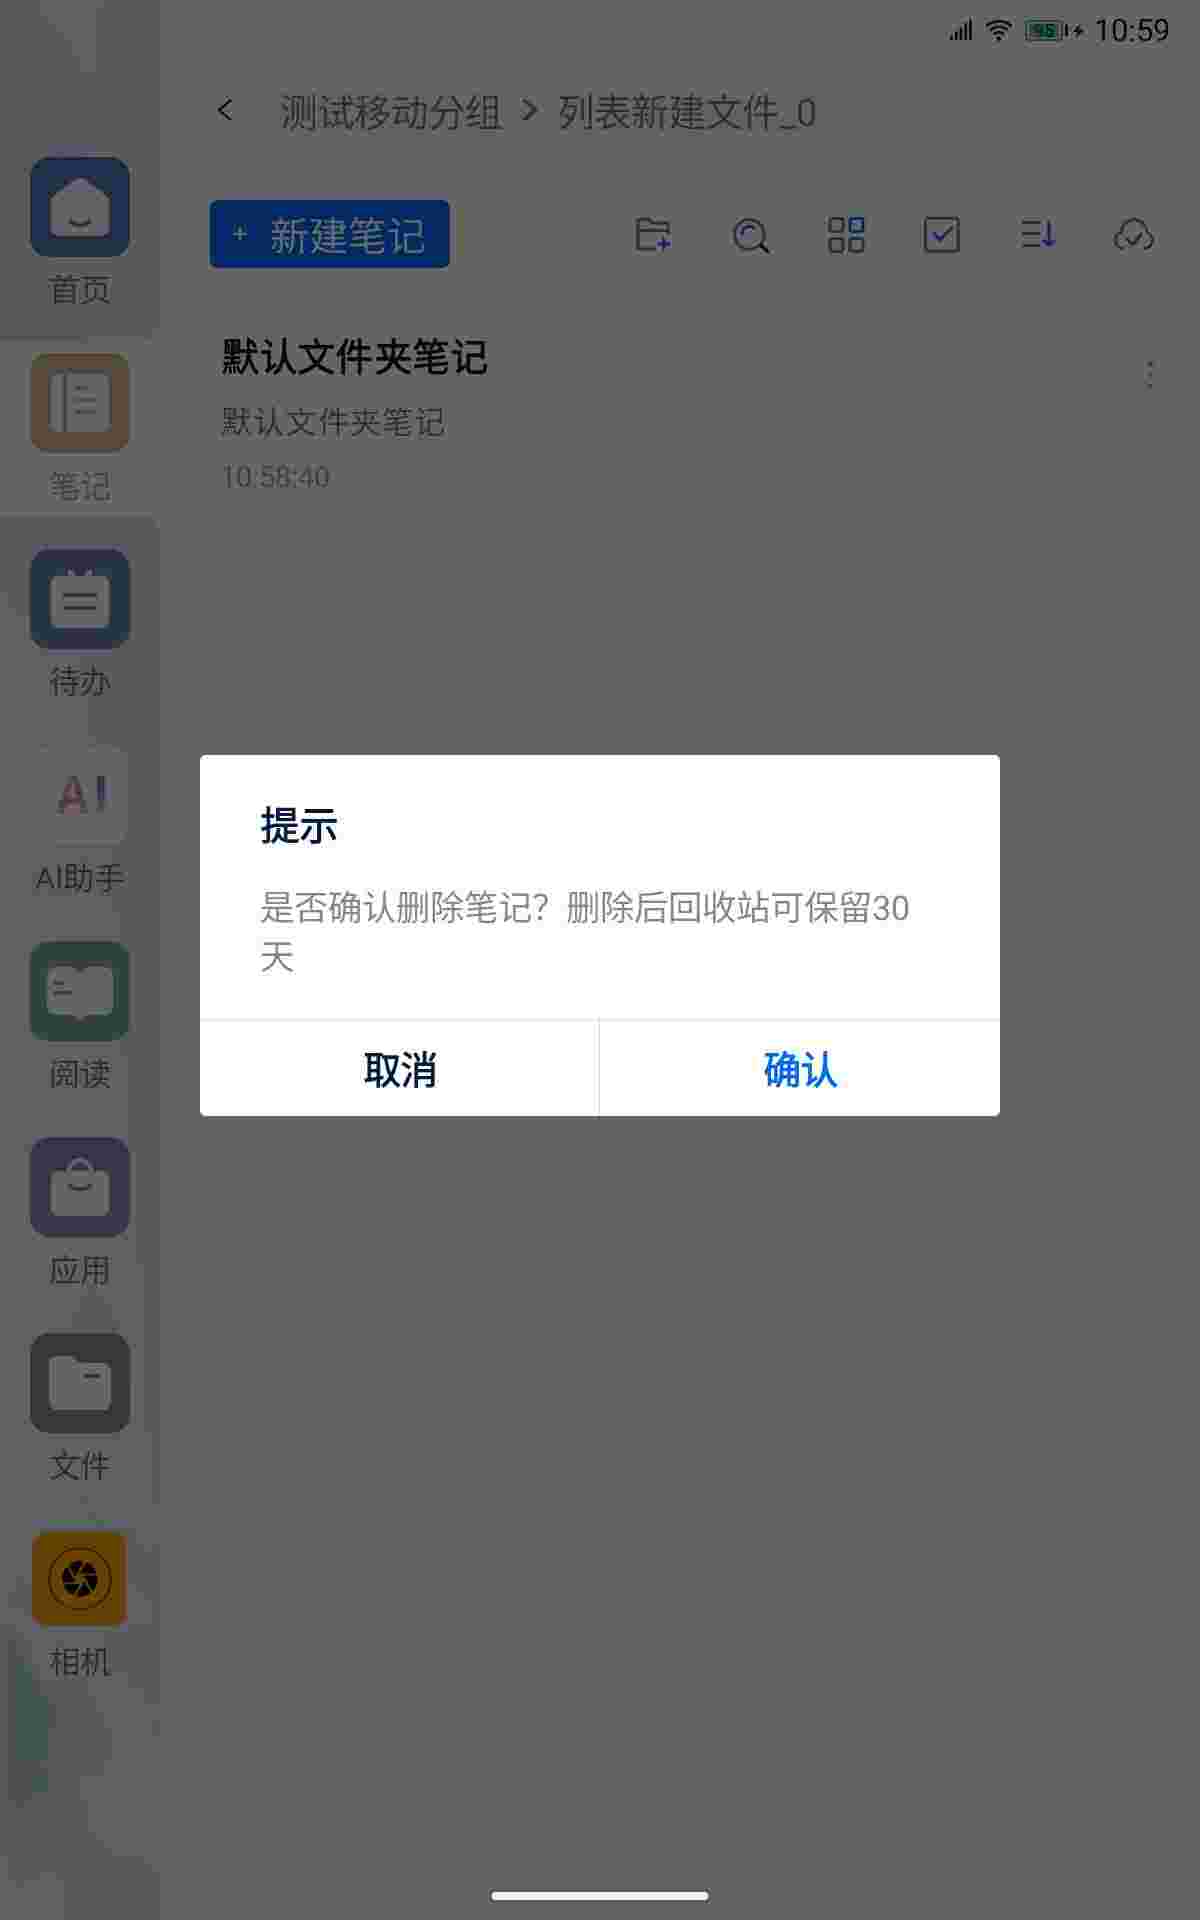 95
10:59
测试移动分组 > 列表新建文件_0
+ 新建笔记
首页
默认文件夹笔记
默认文件夹笔记
10:58:40
笔记
待办
AI
AI助手
提示
是否确认删除笔记？删除后回收站可保留30
天
取消
确认
阅读
应用
文件
相机